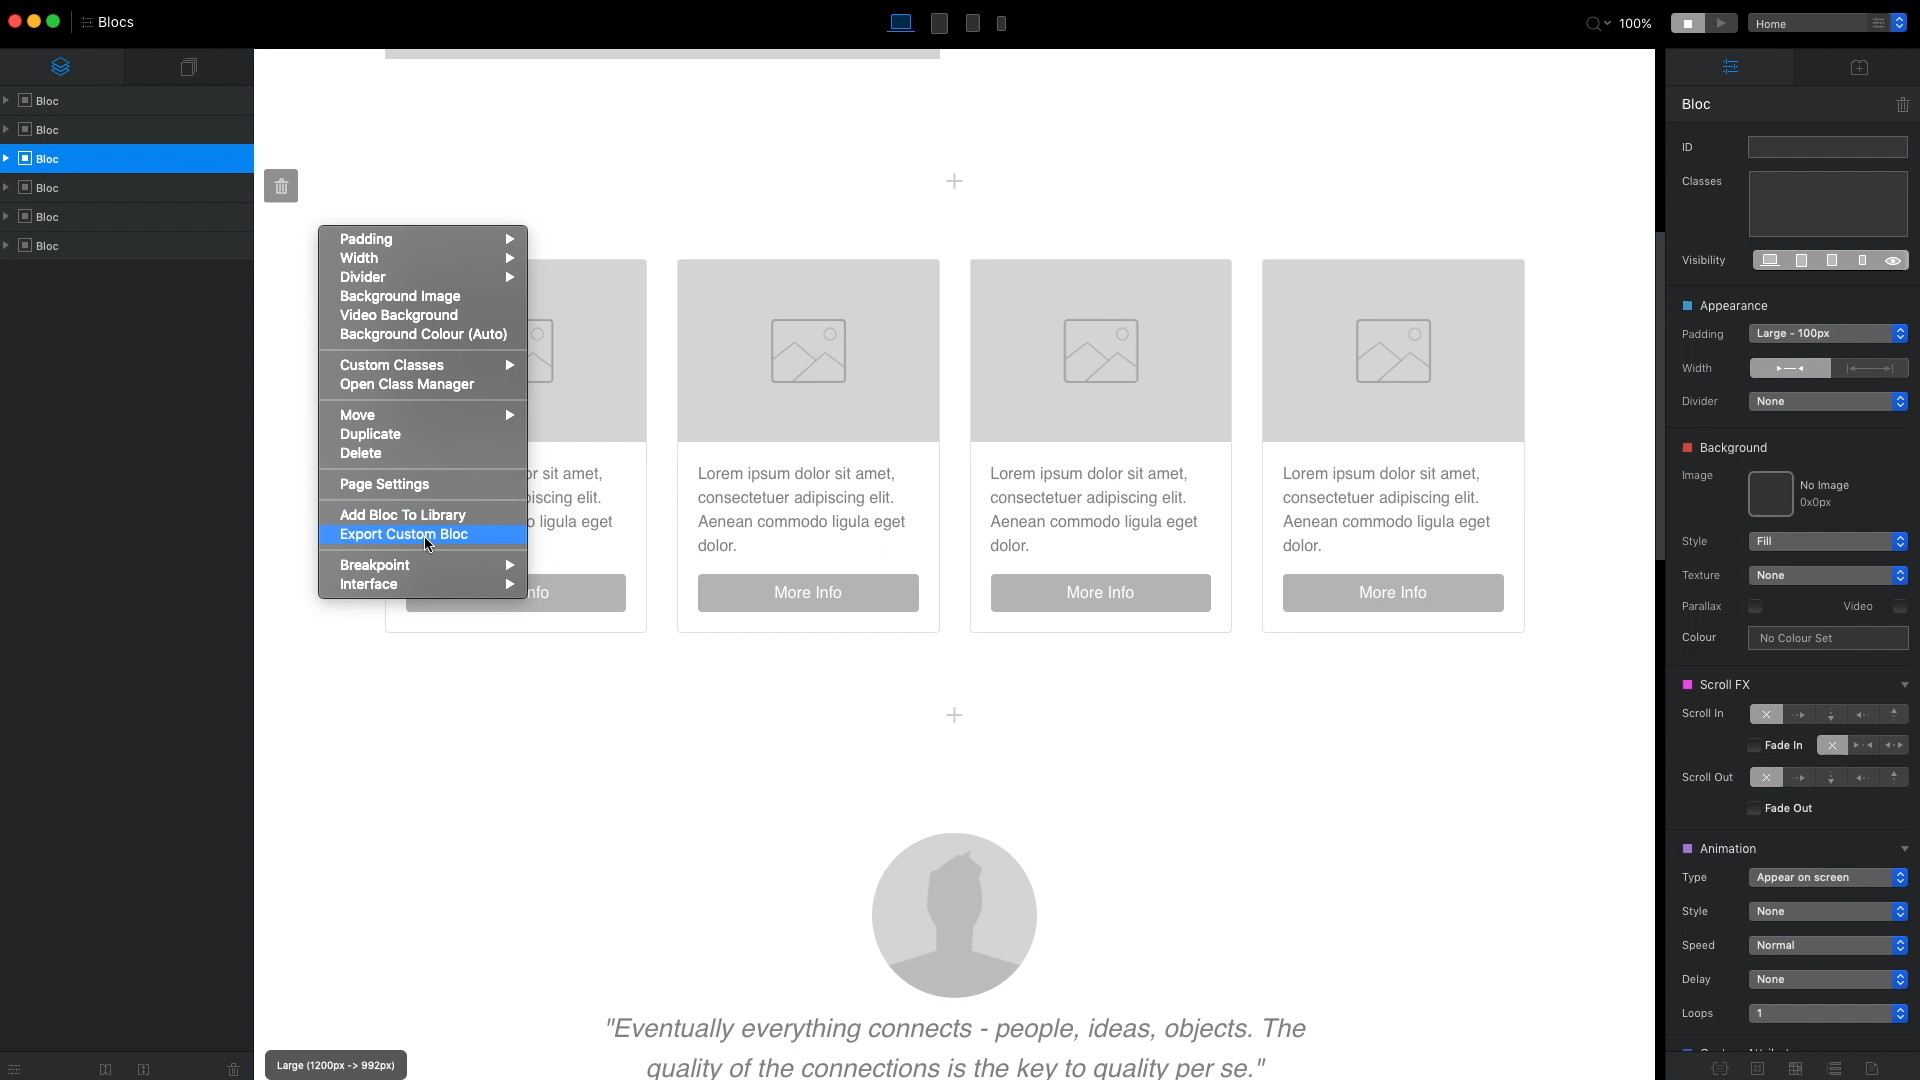 Blocs
100%
Home
Bloc
Bloc
Bloc
Bloc
Bloc
Bloc
Padding
Width
Divider
Background Image
Video Background
Background Colour (Auto)
Custom Classes
Open Class Manager
Move
Duplicate
Delete
Page Settings
Add Bloc To Library
Export Custom Bloc
Breakpoint
Interface
or sit amet,
piscing elit.
o ligula eget
nfo
Lorem ipsum dolor sit amet,
consectetuer adipiscing elit.
Aenean commodo ligula eget
dolor.
More Info
Lorem ipsum dolor sit amet,
consectetuer adipiscing elit.
Aenean commodo ligula eget
dolor.
More Info
Lorem ipsum dolor sit amet,
consectetuer adipiscing elit.
Aenean commodo ligula eget
dolor.
More Info
"Eventually everything connects - people, ideas, objects. The
quality of the connections is the key to quality per se."
Large (1200px -> 992px)
Bloc
ID
Classes
Visibility
Appearance
Padding Large - 100px
Width
Divider None
Background
Image No Image
0x0px
Style Fill
Texture None
Parallax Video
Colour No Colour Set
Scroll FX
Scroll In
Fade In
Scroll Out
Fade Out
Animation
Type Appear on screen
Style None
Speed Normal
Delay None
Loops 1